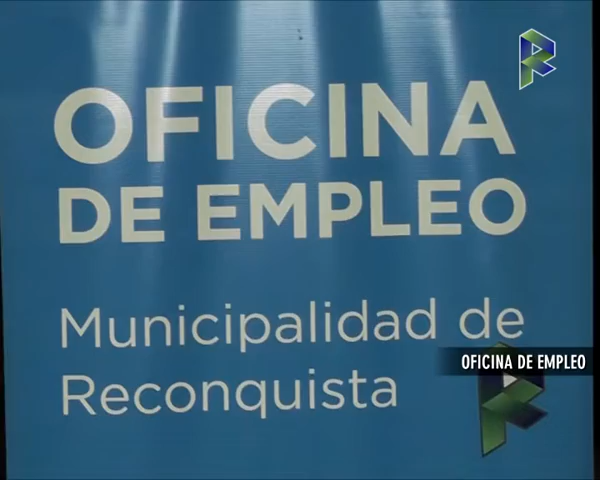 OFICINA
DE EMPLEO
Municipalidad de
Reconquista
OFICINA DE EMPLEO